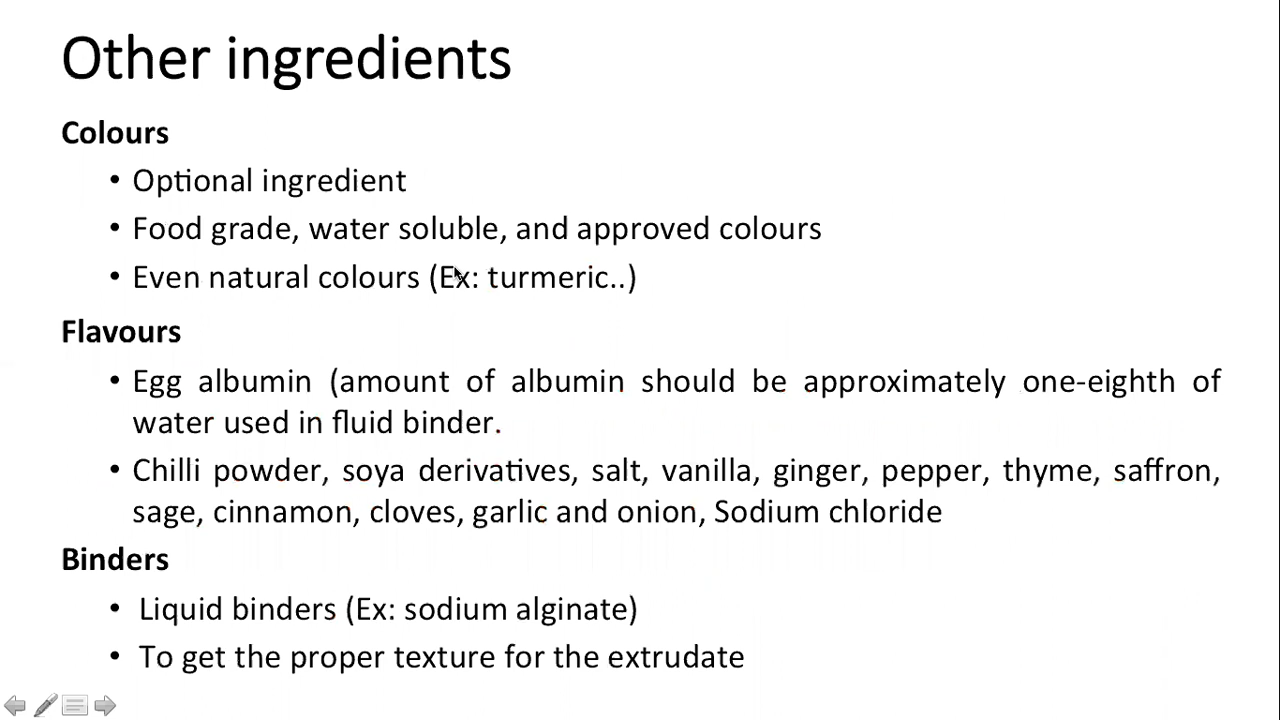 Other ingredients
Colours
• Optional ingredient
• Food grade, water soluble, and approved colours
• Even natural colours (Ex: turmeric..)
Flavours
• Egg albumin (amount of albumin should be approximately one-eighth of
water used in fluid binder.
• Chilli powder, soya derivatives, salt, vanilla, ginger, pepper, thyme, saffron,
sage, cinnamon, cloves, garlic and onion, Sodium chloride
Binders
• Liquid binders (Ex: sodium alginate)
• To get the proper texture for the extrudate